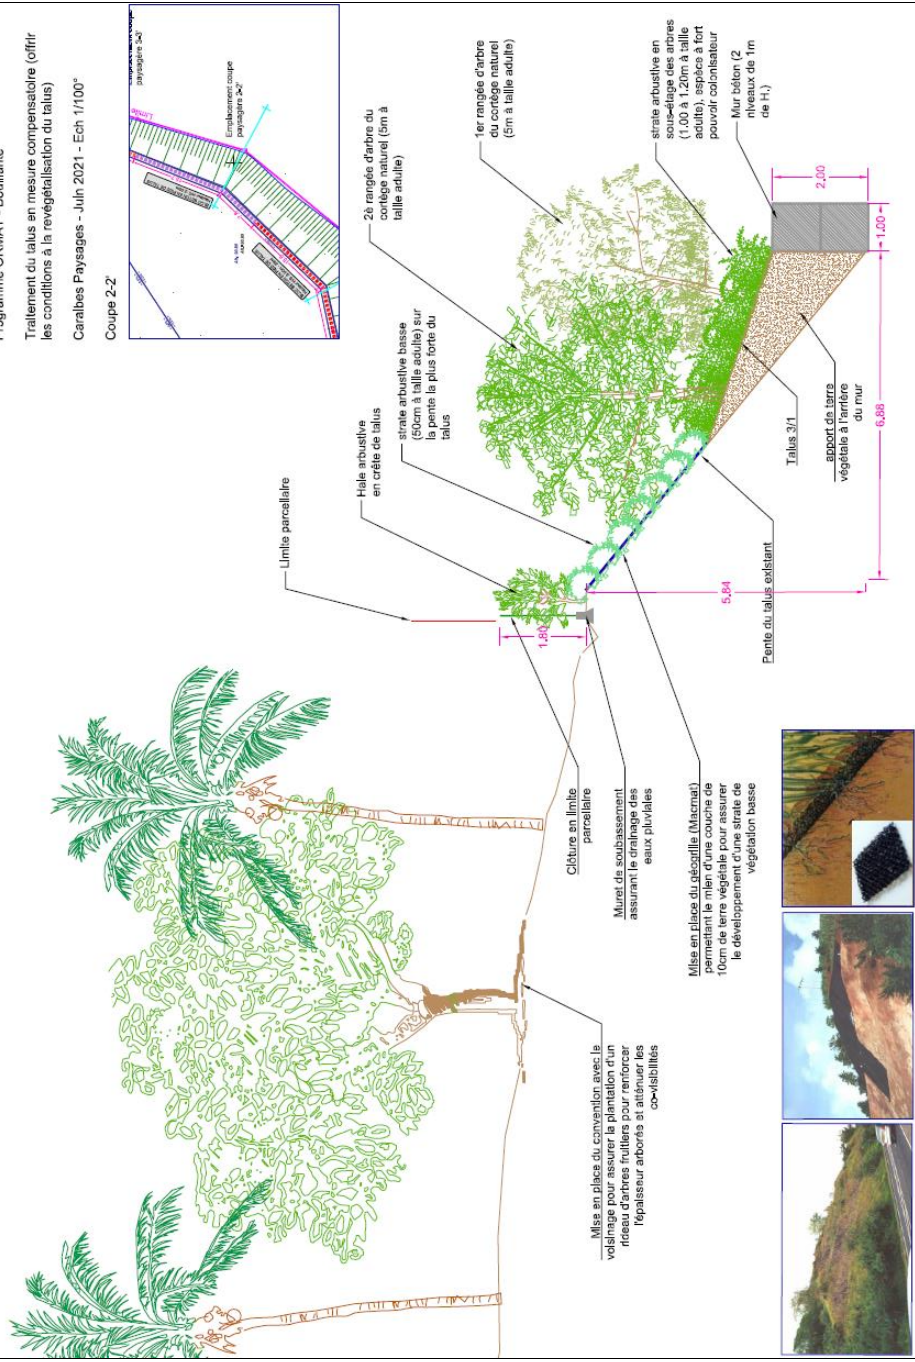 Traitement du talus en mesure compensatoire (offrir
les conditions à la revégétalisation du talus)
Caraïbes Paysages - Juin 2021 - Ech 1/100°
Coupe 2-2'
paysagère 3-3'
Limite
Emplacement coupe
paysagère 2-2'
1er rangée d'arbre
du cortège naturel
(5m à taille adulte)
2è rangée d'arbre du
cortège naturel (5m à
taille adulte)
strate arbustive en
sous-étage des arbres
(1.00 à 1.20m à taille
adulte), espèce à fort
pouvoir colonisateur
Mur béton (2
niveaux de 1m
de H.)
strate arbustive basse
(50cm à taille adulte) sur
la pente la plus forte du
talus
Haie arbustive
en crête de talus
Limite parcellaire
2.00
1.00
6.88
5.84
1.80
Talus 3/1
apport de terre
végétale à l'arrière
du mur
Pente du talus existant
Clôture en limite
parcellaire
Muret de soubassement
assurant le drainage des
eaux pluviales
Mise en place du géogrille (Macmat)
permettant le mien d'une couche de
10cm de terre végétale pour assurer
le développement d'une strate de
végétation basse
Mise en place du convention avec le
voisinage pour assurer la plantation d'un
rideau d'arbres fruitiers pour renforcer
l'épaisseur arborés et atténuer les
co-visibilités